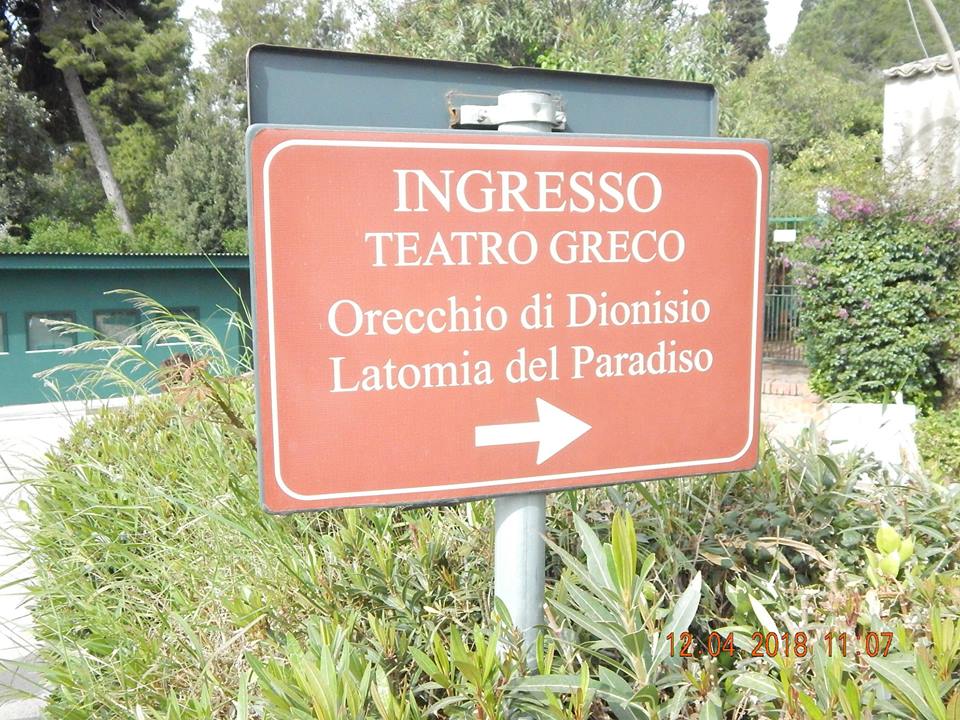 INGRESSO
TEATRO GRECO
Orecchio di Dionisio
Latomia del Paradiso
12.04.2018 11:07